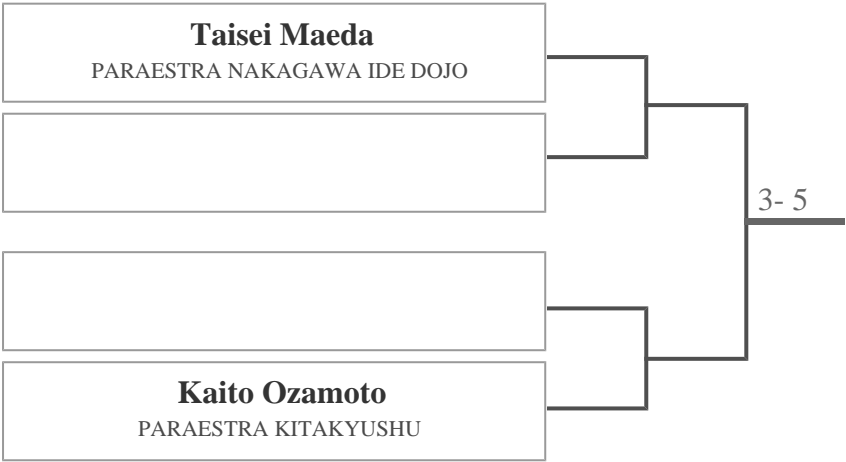 Taisei Maeda
PARAESTRA NAKAGAWA IDE DOJO
3- 5
Kaito Ozamoto
PARAESTRA KITAKYUSHU